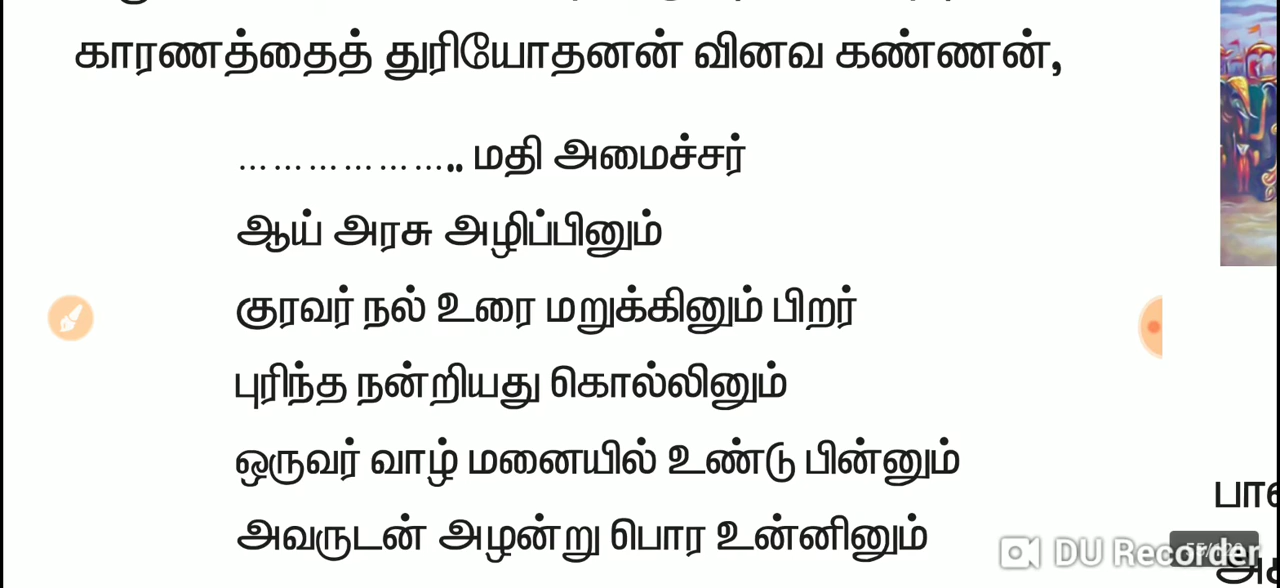 காரணத்தைத் துரியோதனன் வினவ கண்ணன்,
………………….. மதி அமைச்சர்
ஆய் அரசு அழிப்பினும்
குரவர் நல் உரை மறுக்கினும் பிறர்
புரிந்த நன்றியது கொல்லினும்
ஒருவர் வாழ் மனையில் உண்டு பின்னும்
அவருடன் அழன்று பொர உன்னினும்
DU Recorder